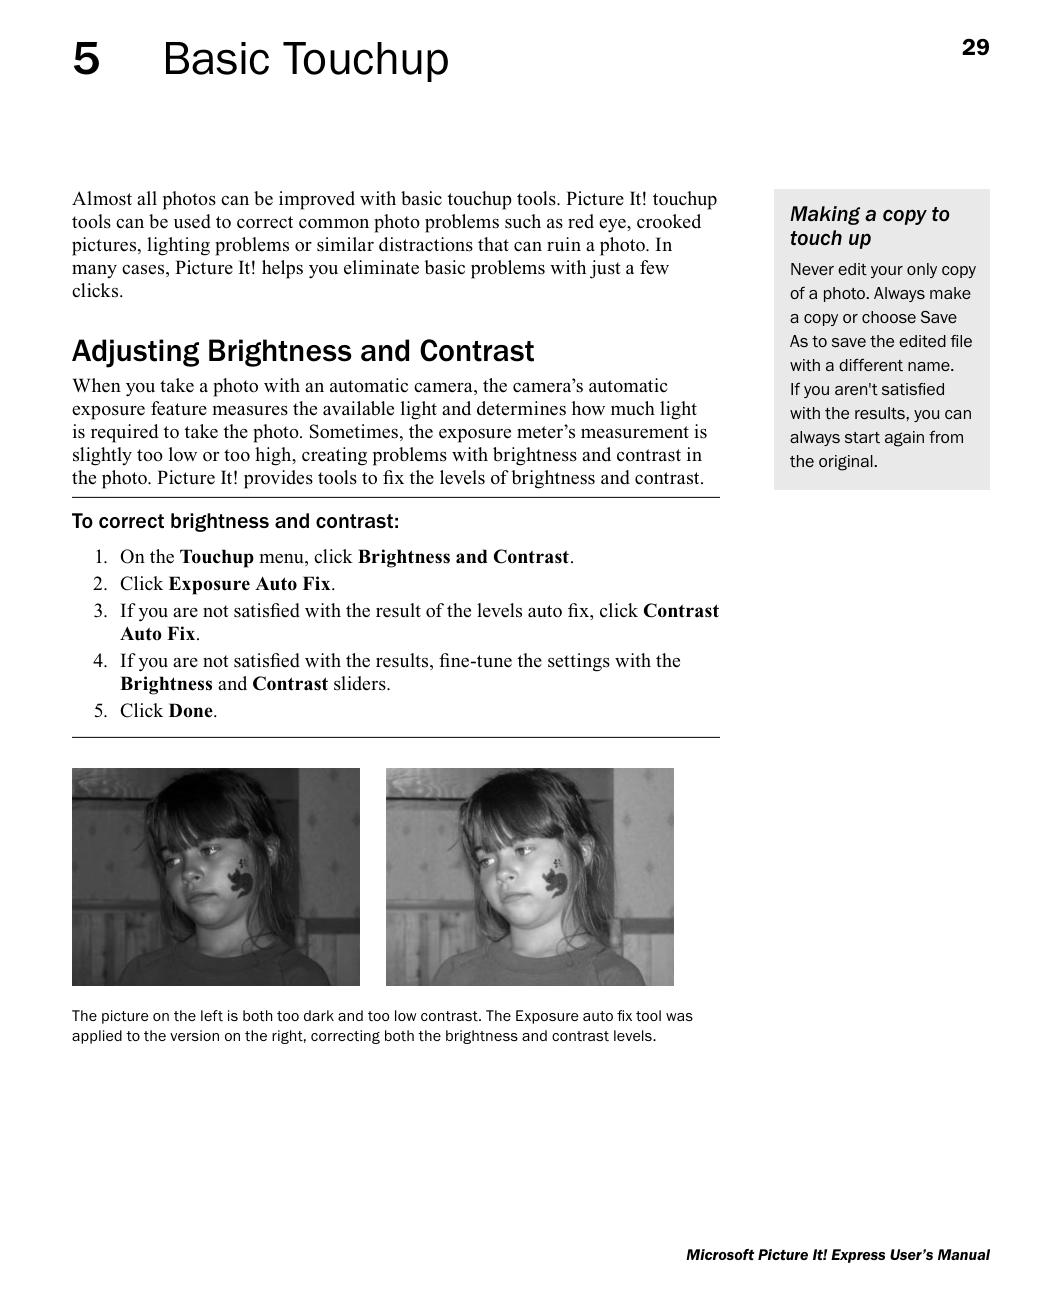 5 Basic Touchup
29
Almost all photos can be improved with basic touchup tools. Picture It! touchup
tools can be used to correct common photo problems such as red eye, crooked
pictures, lighting problems or similar distractions that can ruin a photo. In
many cases, Picture It! helps you eliminate basic problems with just a few
clicks.
Adjusting Brightness and Contrast
When you take a photo with an automatic camera, the camera’s automatic
exposure feature measures the available light and determines how much light
is required to take the photo. Sometimes, the exposure meter’s measurement is
slightly too low or too high, creating problems with brightness and contrast in
the photo. Picture It! provides tools to fix the levels of brightness and contrast.
To correct brightness and contrast:
1. On the Touchup menu, click Brightness and Contrast.
2. Click Exposure Auto Fix.
3. If you are not satisfied with the result of the levels auto fix, click Contrast
Auto Fix.
4. If you are not satisfied with the results, fine-tune the settings with the
Brightness and Contrast sliders.
5. Click Done.
The picture on the left is both too dark and too low contrast. The Exposure auto fix tool was
applied to the version on the right, correcting both the brightness and contrast levels.
Making a copy to
touch up
Never edit your only copy
of a photo. Always make
a copy or choose Save
As to save the edited file
with a different name.
If you aren't satisfied
with the results, you can
always start again from
the original.
Microsoft Picture It! Express User’s Manual